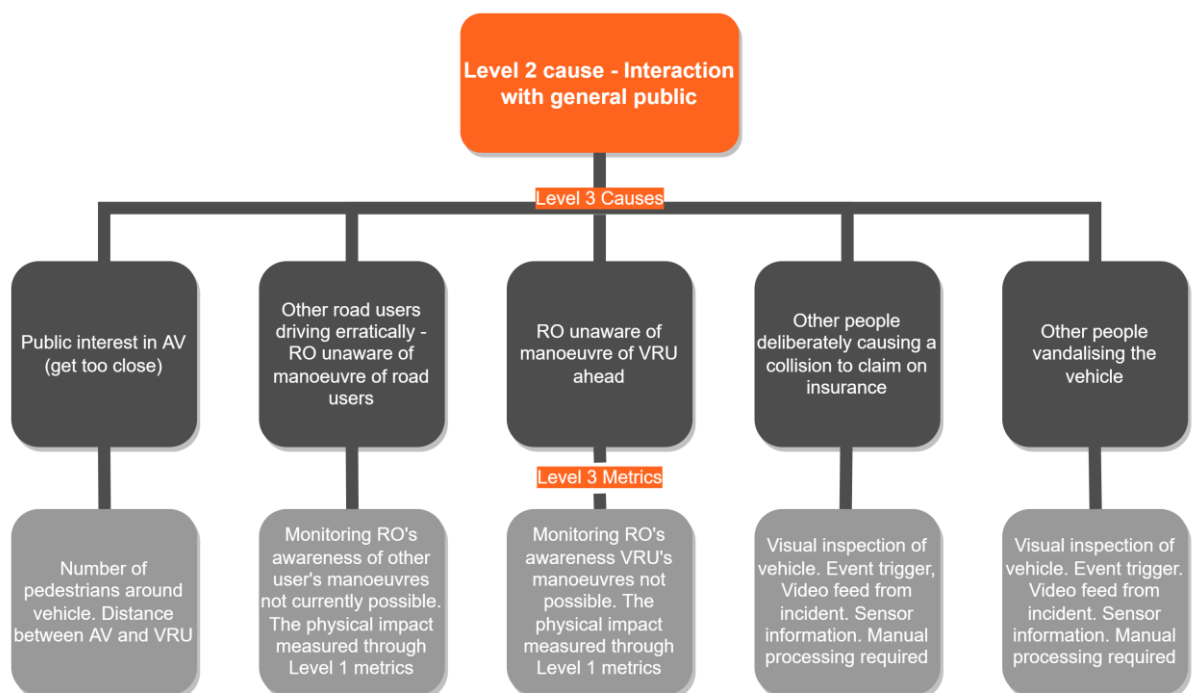 Level 2 cause - Interaction
with general public
Level 3 Causes
Public interest in AV
(get too close)
Other road users
driving erratically -
RO unaware of
manoeuvre of road
users
RO unaware of
manoeuvre of VRU
ahead
Other people
deliberately causing a
collision to claim on
insurance
Other people
vandalising the
vehicle
Level 3 Metrics
Number of
pedestrians around
vehicle. Distance
between AV and VRU
Monitoring RO's
awareness of other
user's manoeuvres
not currently possible.
The physical impact
measured through
Level 1 metrics
Monitoring RO's
awareness VRU's
manoeuvres not
possible. The
physical impact
measured through
Level 1 metrics
Visual inspection of
vehicle. Event trigger,
Video feed from
incident. Sensor
information. Manual
processing required
Visual inspection of
vehicle. Event trigger.
Video feed from
incident. Sensor
information. Manual
processing required